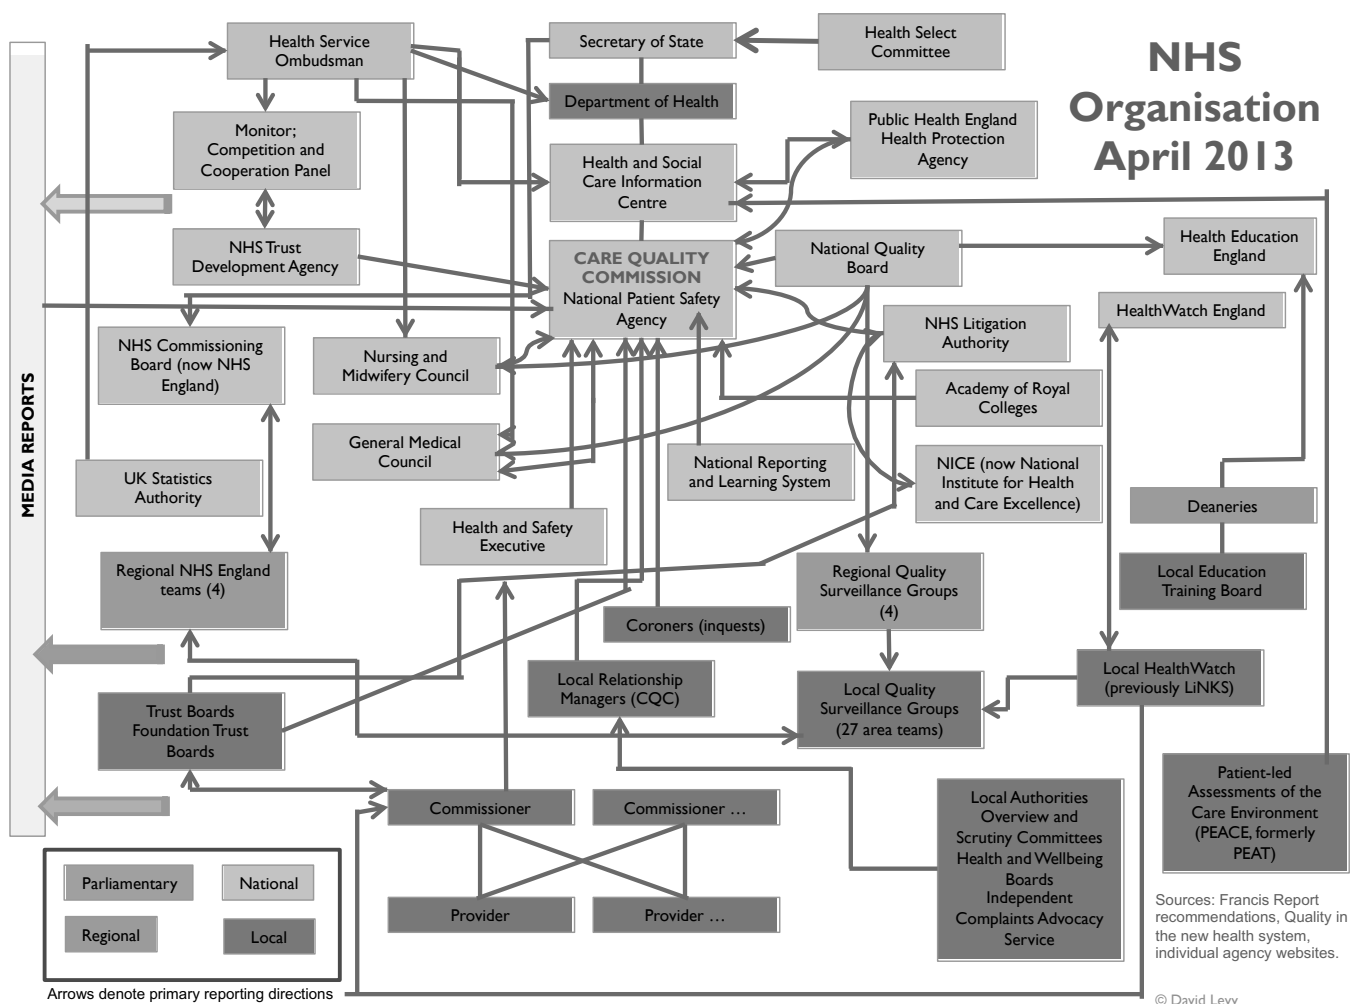 NHS
Organisation
April 2013
Health Service
Ombudsman
Secretary of State
Health Select
Committee
Department of Health
Monitor;
Competition and
Cooperation Panel
Health and Social
Care Information
Centre
Public Health England
Health Protection
Agency
NHS Trust
Development Agency
CARE QUALITY
COMMISSION
National Patient Safety
Agency
National Quality
Board
Health Education
England
HealthWatch England
NHS Commissioning
Board (now NHS
England)
Nursing and
Midwifery Council
NHS Litigation
Authority
Academy of Royal
Colleges
General Medical
Council
MEDIA REPORTS
UK Statistics
Authority
National Reporting
and Learning System
NICE (now National
Institute for Health
and Care Excellence)
Deaneries
Health and Safety
Executive
Regional NHS England
teams (4)
Regional Quality
Surveillance Groups
(4)
Local Education
Training Board
Coroners (inquests)
Local Relationship
Managers (CQC)
Local Quality
Surveillance Groups
(27 area teams)
Local HealthWatch
(previously LiNKS)
Trust Boards
Foundation Trust
Boards
Commissioner
Commissioner …
Provider
Provider …
Local Authorities
Overview and
Scrutiny Committees
Health and Wellbeing
Boards
Independent
Complaints Advocacy
Service
Patient-led
Assessments of the
Care Environment
(PEACE, formerly
PEAT)
Parliamentary
National
Regional
Local
Arrows denote primary reporting directions
Sources: Francis Report
recommendations, Quality in
the new health system,
individual agency websites.
© David Levy